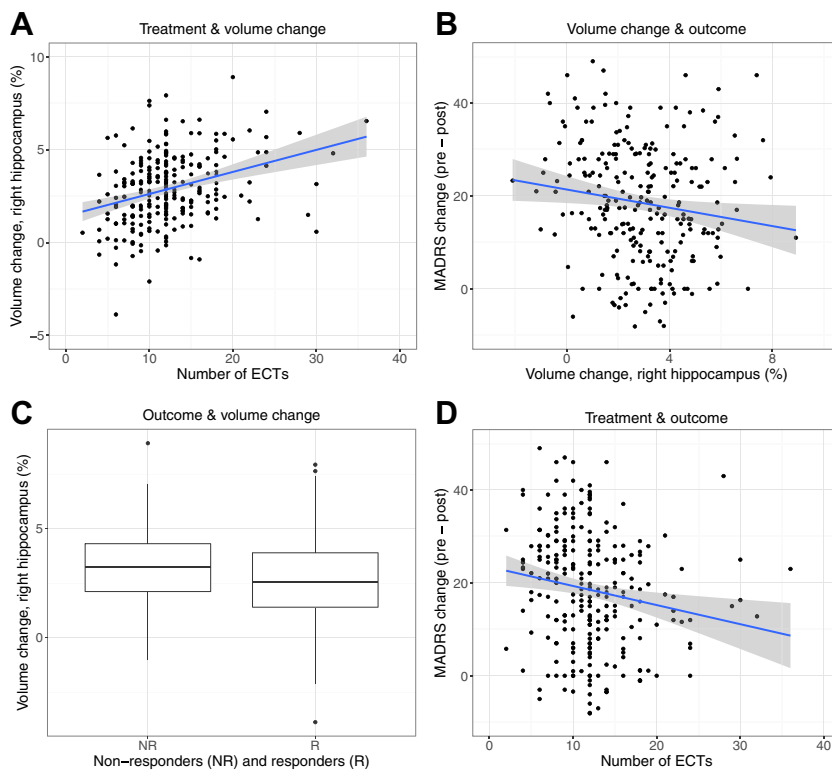 A
Treatment & volume change
Volume change, right hippocampus (%)
10
5
0
−5
0
10
20
30
40
Number of ECTs
B
Volume change & outcome
MADRS change (pre − post)
40
20
0
0
4
8
Volume change, right hippocampus (%)
C
Outcome & volume change
Volume change, right hippocampus (%)
5
0
NR
R
Non−responders (NR) and responders (R)
D
Treatment & outcome
MADRS change (pre − post)
40
20
0
0
10
20
30
40
Number of ECTs